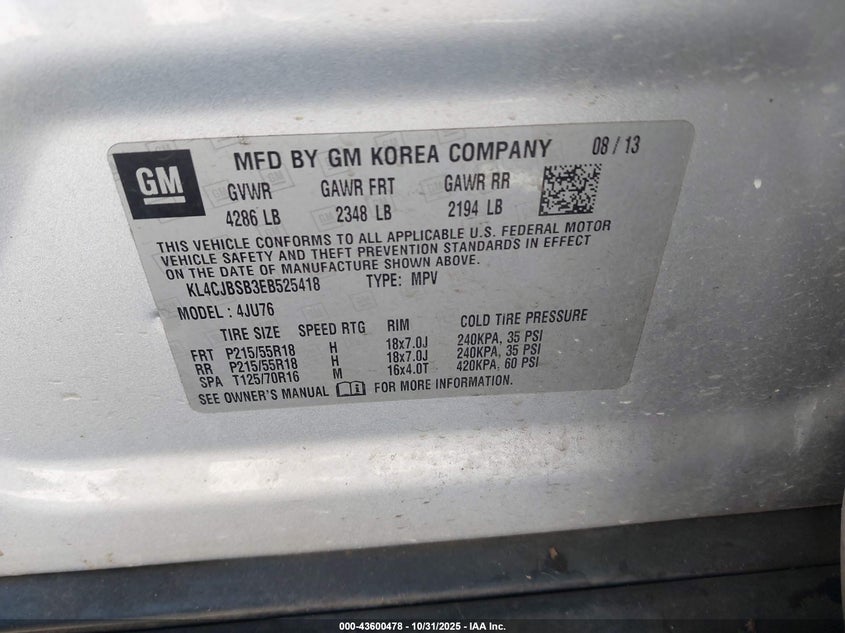 GM
MFD BY GM KOREA COMPANY 08 / 13
GVWR GAWR FRT GAWR RR
4286 LB 2348 LB 2194 LB
THIS VEHICLE CONFORMS TO ALL APPLICABLE U.S. FEDERAL MOTOR
VEHICLE SAFETY AND THEFT PREVENTION STANDARDS IN EFFECT
ON THE DATE OF MANUFACTURE SHOWN ABOVE.
KL4CJBSB3EB525418 TYPE: MPV
MODEL : 4JU76
TIRE SIZE SPEED RTG RIM COLD TIRE PRESSURE
FRT P215/55R18 H 18x7.0J 240KPA, 35 PSI
RR P215/55R18 H 18x7.0J 240KPA, 35 PSI
SPA T125/70R16 M 16x4.0T 420KPA, 60 PSI
SEE OWNER'S MANUAL FOR MORE INFORMATION.
000-43600478 - 10/31/2025 - IAA Inc.